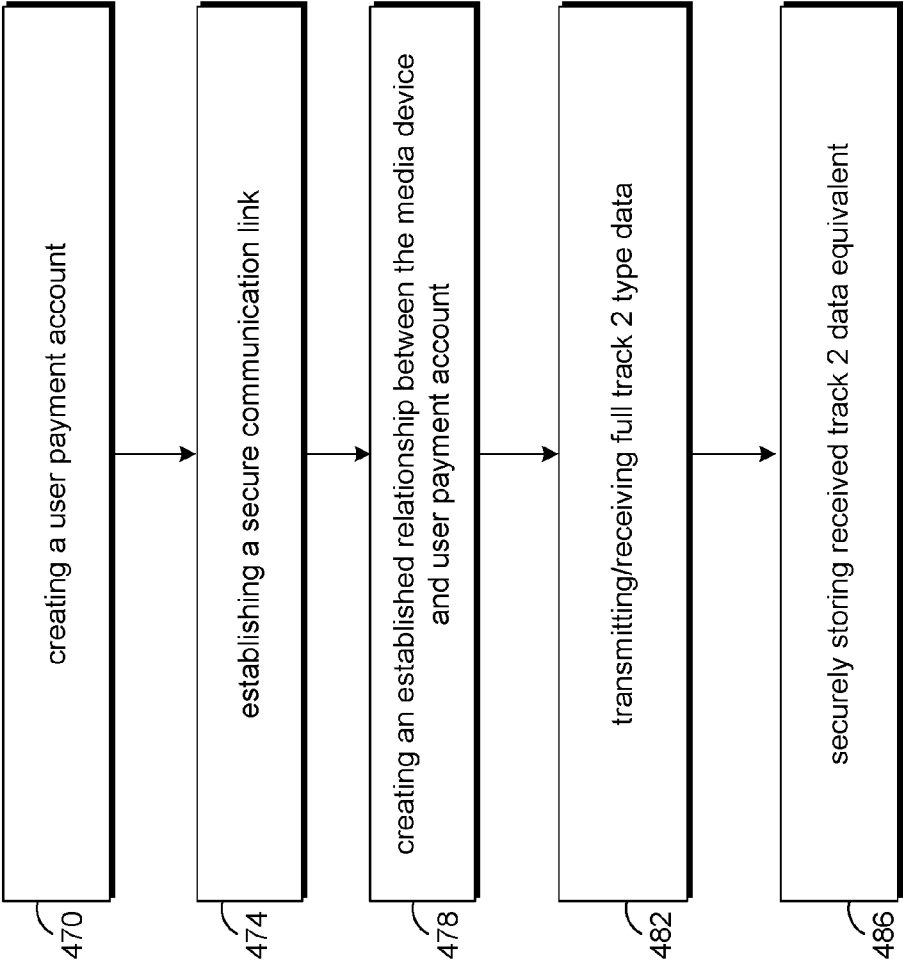 creating a user payment account
470
establishing a secure communication link
474
creating an established relationship between the media device
and user payment account
478
transmitting/receiving full track 2 type data
482
securely storing received track 2 data equivalent
486